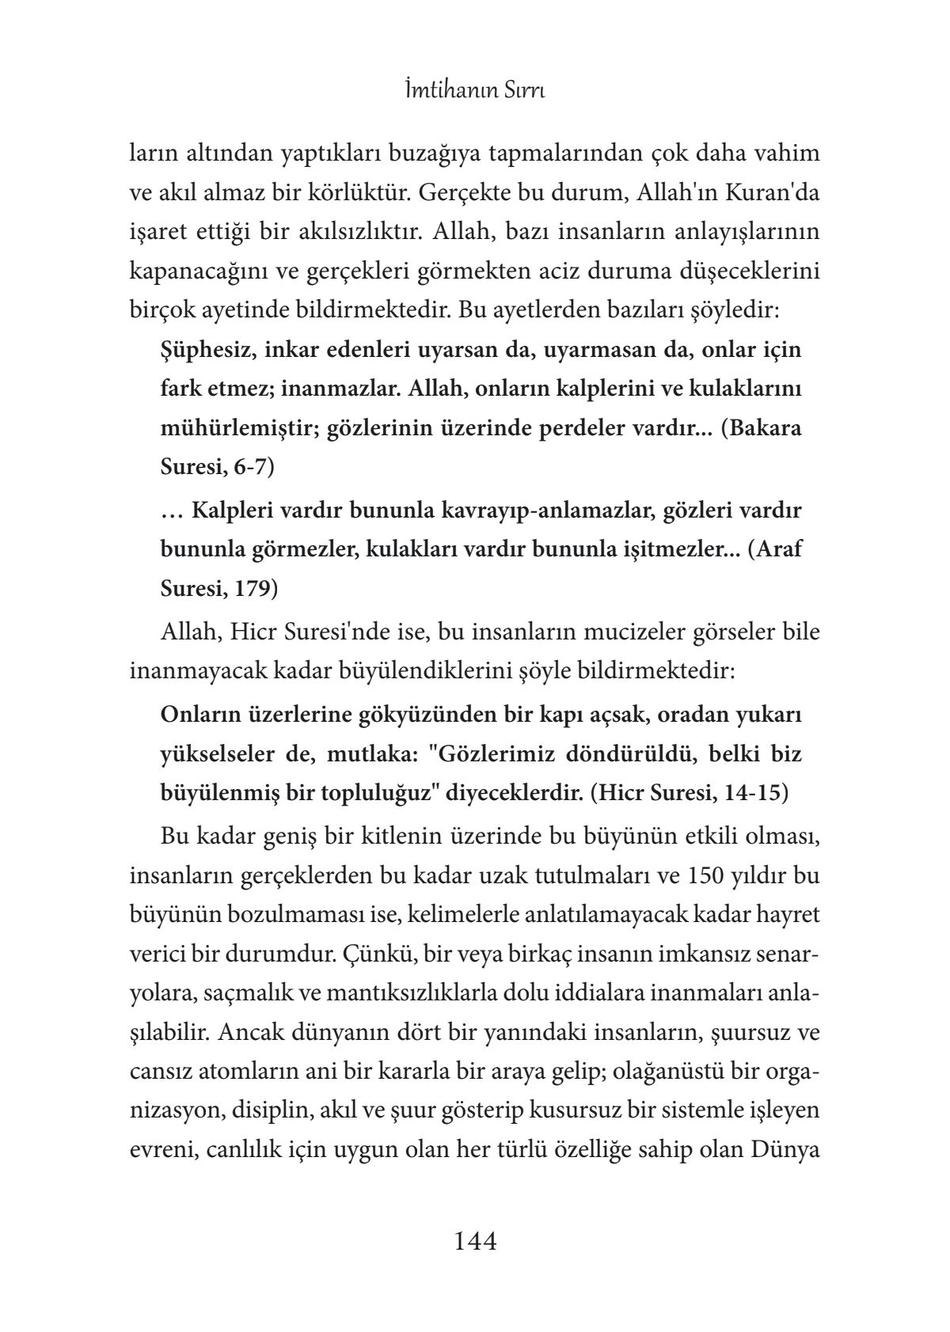 İmtihanın Sırrı
ların altından yaptıkları buzağıya tapmalarından çok daha vahim
ve akıl almaz bir körlüktür. Gerçekte bu durum, Allah'ın Kuran'da
işaret ettiği bir akılsızlıktır. Allah, bazı insanların anlayışlarının
kapanacağını ve gerçekleri görmekten aciz duruma düşeceklerini
birçok ayetinde bildirmektedir. Bu ayetlerden bazıları şöyledir:
Şüphesiz, inkar edenleri uyarsan da, uyarmasan da, onlar için
fark etmez; inanmazlar. Allah, onların kalplerini ve kulaklarını
mühürlemiştir; gözlerinin üzerinde perdeler vardır... (Bakara
Suresi, 6-7)
… Kalpleri vardır bununla kavrayıp-anlamazlar, gözleri vardır
bununla görmezler, kulakları vardır bununla işitmezler... (Araf
Suresi, 179)
Allah, Hicr Suresi'nde ise, bu insanların mucizeler görseler bile
inanmayacak kadar büyülendiklerini şöyle bildirmektedir:
Onların üzerlerine gökyüzünden bir kapı açsak, oradan yukarı
yükselseler de, mutlaka: "Gözlerimiz döndürüldü, belki biz
büyülenmiş bir topluluğuz" diyeceklerdir. (Hicr Suresi, 14-15)
Bu kadar geniş bir kitlenin üzerinde bu büyünün etkili olması,
insanların gerçeklerden bu kadar uzak tutulmaları ve 150 yıldır bu
büyünün bozulmaması ise, kelimelerle anlatılamayacak kadar hayret
verici bir durumdur. Çünkü, bir veya birkaç insanın imkansız senar-
yolara, saçmalık ve mantıksızlıklarla dolu iddialara inanmaları anla-
şılabilir. Ancak dünyanın dört bir yanındaki insanların, şuursuz ve
cansız atomların ani bir kararla bir araya gelip; olağanüstü bir orga-
nizasyon, disiplin, akıl ve şuur gösterip kusursuz bir sistemle işleyen
evreni, canlılık için uygun olan her türlü özelliğe sahip olan Dünya
144